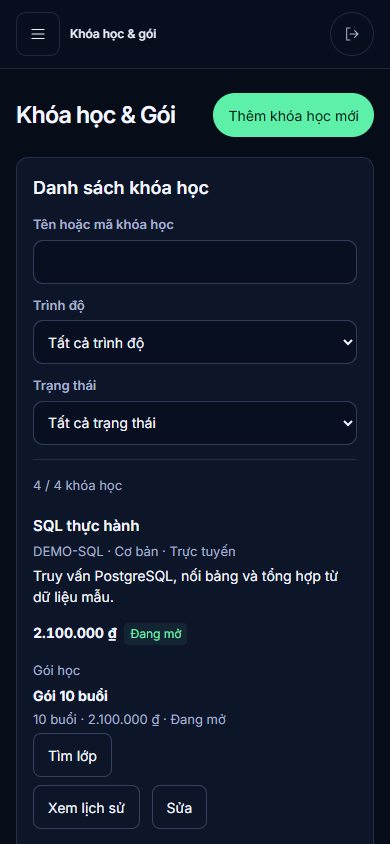 Khóa học & gói
Khóa học & Gói
Thêm khóa học mới
Danh sách khóa học
Tên hoặc mã khóa học
Trình độ
Tất cả trình độ
Trạng thái
Tất cả trạng thái
4 / 4 khóa học
SQL thực hành
DEMO-SQL · Cơ bản · Trực tuyến
Truy vấn PostgreSQL, nối bảng và tổng hợp từ
dữ liệu mẫu.
2.100.000 ₫ Đang mở
Gói học
Gói 10 buổi
10 buổi · 2.100.000 ₫ · Đang mở
Tìm lớp
Xem lịch sử
Sửa